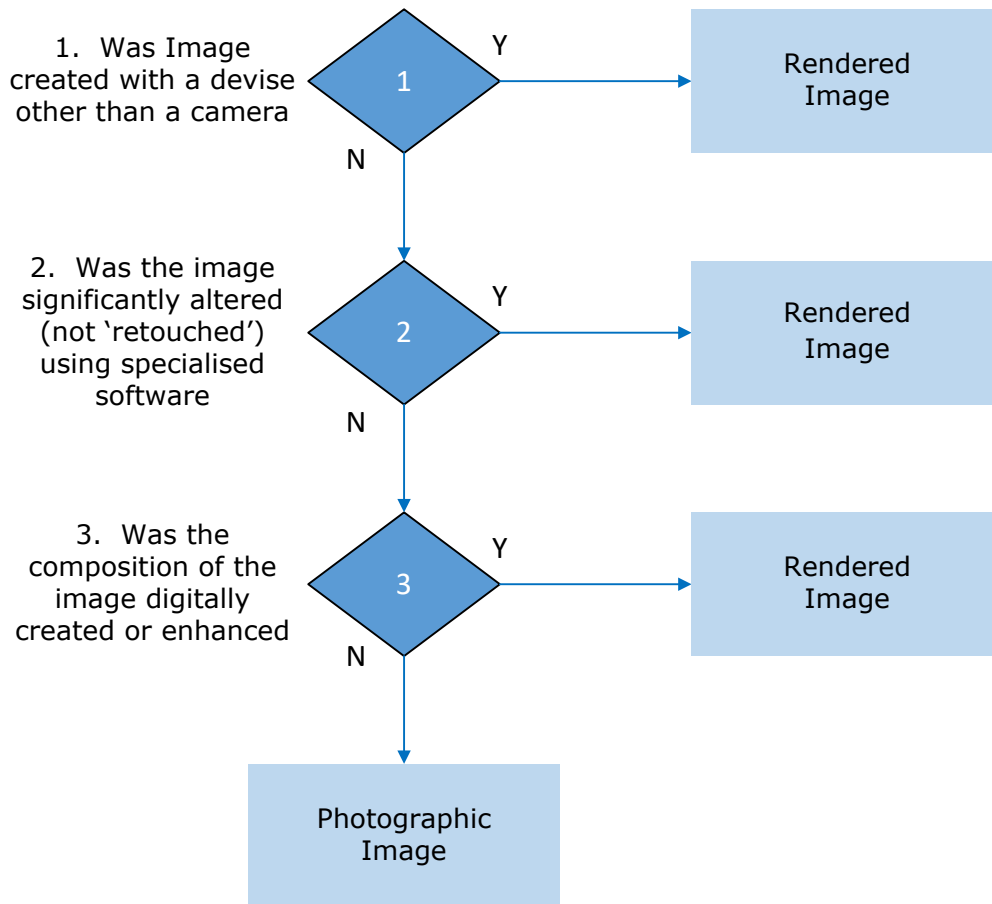 1. Was Image
created with a devise
other than a camera
1
Y
N
Rendered
Image
2. Was the image
significantly altered
(not ‘retouched’)
using specialised
software
2
Y
N
Rendered
Image
3. Was the
composition of the
image digitally
created or enhanced
3
Y
N
Rendered
Image
Photographic
Image